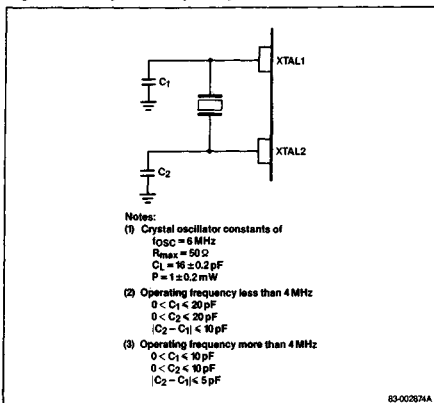 XTAL1
C₁
XTAL2
C₂
Notes:
(1) Crystal oscillator constants of
fOSC = 6 MHz
Rmax = 50 Ω
CL = 16 ± 0.2 pF
P = 1 ± 0.2 mW
(2) Operating frequency less than 4 MHz
0 < C₁ ⩽ 20 pF
0 < C₂ ⩽ 20 pF
|C₂ − C₁| ⩽ 10 pF
(3) Operating frequency more than 4 MHz
0 < C₁ ⩽ 10 pF
0 < C₂ ⩽ 10 pF
|C₂ − C₁| ⩽ 5 pF
83-002874A